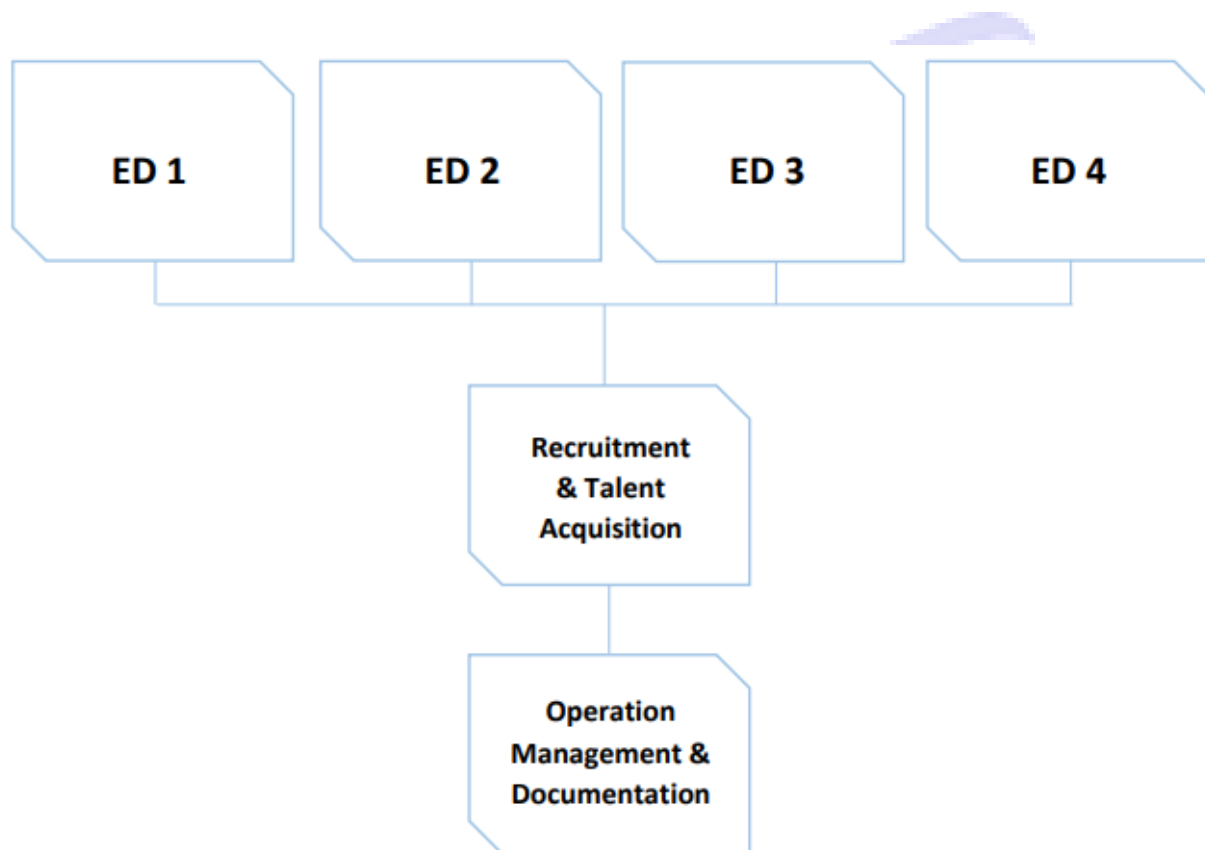 ED 1
ED 2
ED 3
ED 4
Recruitment
& Talent
Acquisition
Operation
Management &
Documentation